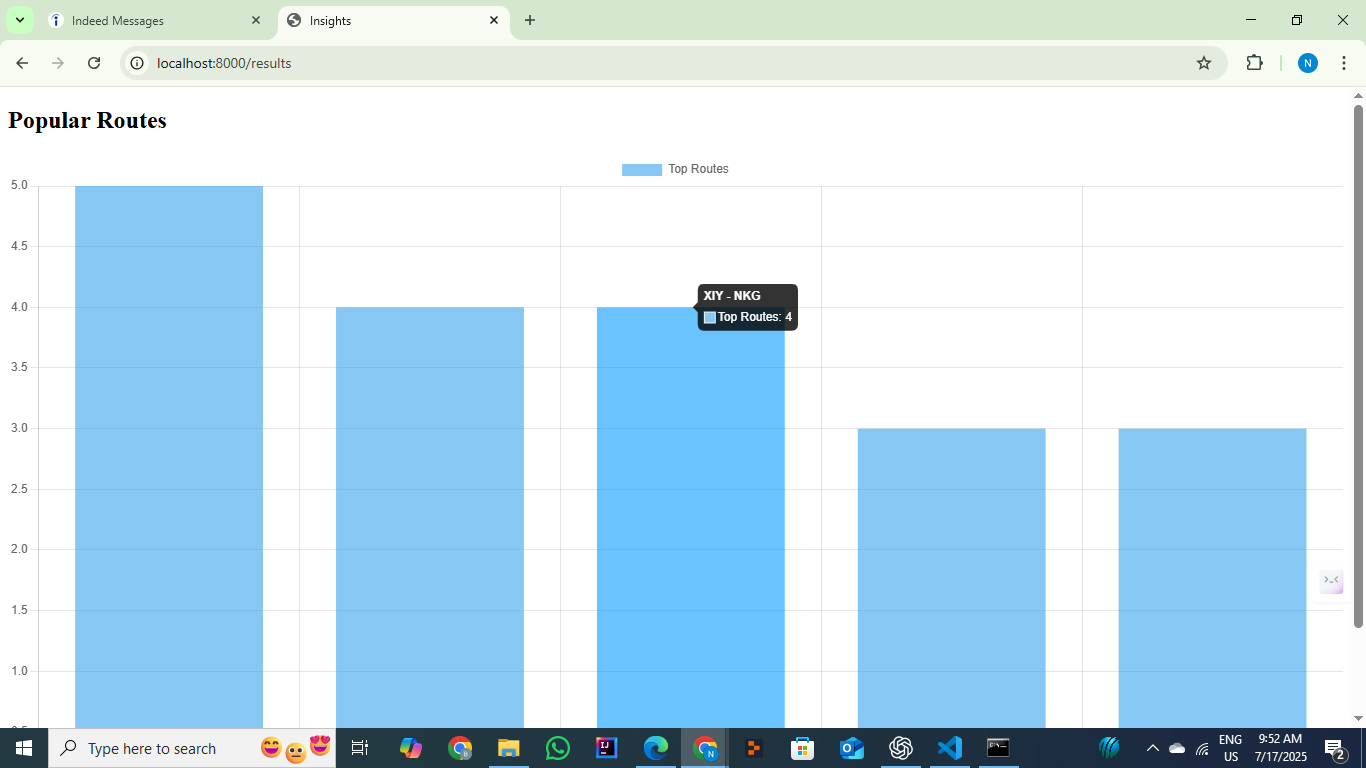 Indeed Messages
Insights
localhost:8000/results
N
Popular Routes
Top Routes
5.0
4.5
4.0
XIY - NKG
Top Routes: 4
3.5
3.0
2.5
2.0
1.5
1.0
Type here to search
ENG
US
9:52 AM
7/17/2025
2